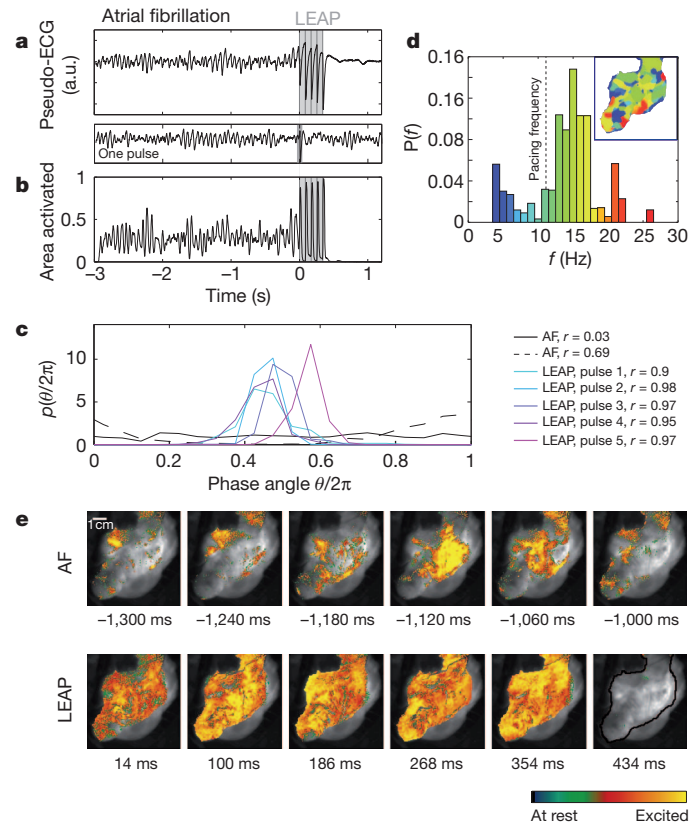 Atrial fibrillation
LEAP
a
Pseudo-ECG
(a.u.)
One pulse
b
Area activated
1
0.5
0
−3
−2
−1
0
1
Time (s)
c
p(θ/2π)
10
5
0
0
0.2
0.4
0.6
0.8
1
Phase angle θ/2π
AF, r = 0.03
AF, r = 0.69
LEAP, pulse 1, r = 0.9
LEAP, pulse 2, r = 0.98
LEAP, pulse 3, r = 0.97
LEAP, pulse 4, r = 0.95
LEAP, pulse 5, r = 0.97
d
P(f)
0.16
0.16
0.08
0.04
0
Pacing frequency
0
5
10
15
20
25
30
f (Hz)
e
AF
1 cm
−1,300 ms
−1,240 ms
−1,180 ms
−1,120 ms
−1,060 ms
−1,000 ms
LEAP
14 ms
100 ms
186 ms
268 ms
354 ms
434 ms
At rest
Excited